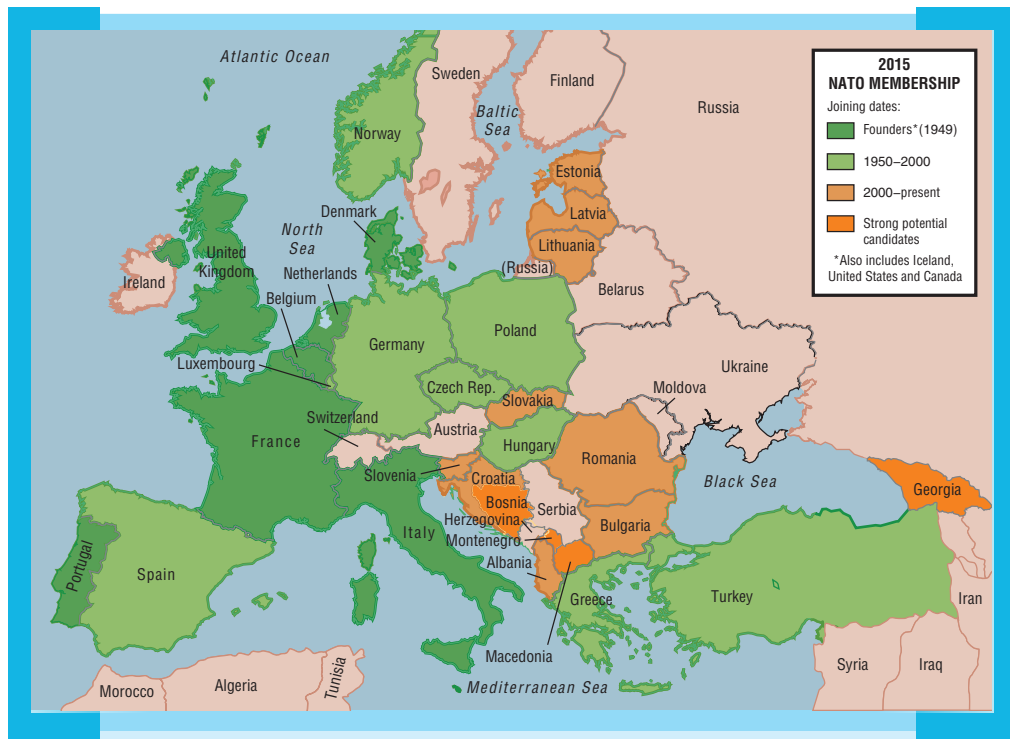 Atlantic Ocean
Sweden
Finland
Russia
Baltic
Sea
Norway
Estonia
Latvia
Lithuania
(Russia)
Denmark
North
Sea
United
Kingdom
Ireland
Netherlands
Belgium
Belarus
Luxembourg
Germany
Poland
Ukraine
Czech Rep.
Slovakia
Moldova
Switzerland
Austria
Hungary
France
Romania
Slovenia
Croatia
Bosnia
Herzegovina
Serbia
Black Sea
Georgia
Italy
Montenegro
Bulgaria
Albania
Portugal
Spain
Greece
Turkey
Iran
Macedonia
Syria
Iraq
Mediterranean Sea
Morocco
Algeria
Tunisia
2015
NATO MEMBERSHIP
Joining dates:
Founders*(1949)
1950–2000
2000–present
Strong potential
candidates
*Also includes Iceland,
United States and Canada